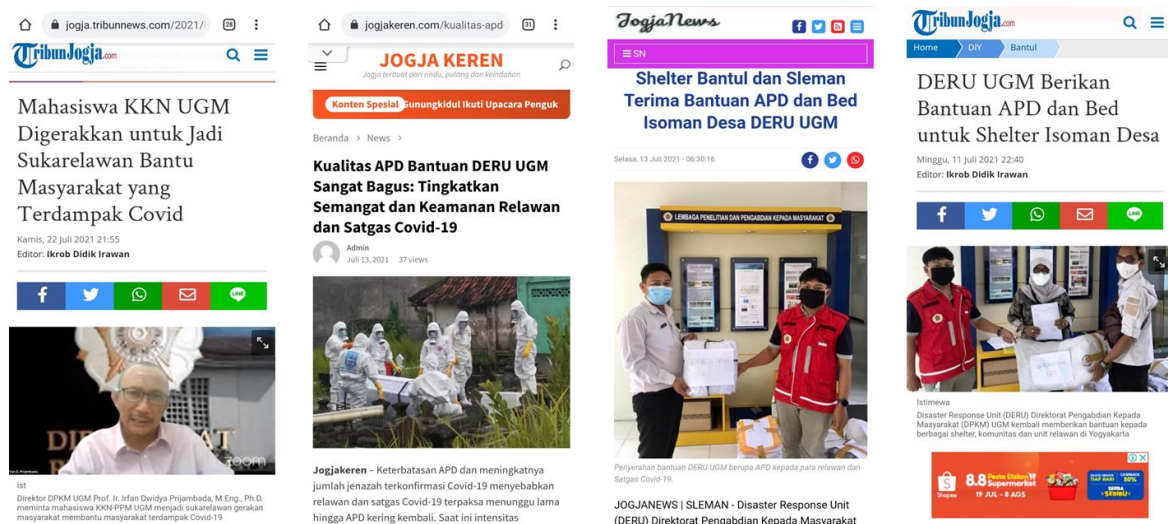 jogja.tribunnews.com/2021/
28
TribunJogja.com
Mahasiswa KKN UGM
Digerakkan untuk Jadi
Sukarelawan Bantu
Masyarakat yang
Terdampak Covid
Kamis, 22 Juli 2021 21:55
Editor: Ikrob Didik Irawan
LINE
zoom
ist
Direktor DPKM UGM Prof. Ir. Irfan Dwidya Prijambada, M.Eng., Ph.D.
meminta mahasiswa KKN-PPM UGM menjadi sukarelawan gerakan
masyarakat membantu masyarakat terdampak Covid-19
jogjakeren.com/kualitas-apd
31
JOGJA KEREN
Jogja terbuat dari rindu, pulang dan keindahan
Konten Spesial Gunungkidul Ikuti Upacara Penguk
Beranda > News >
Kualitas APD Bantuan DERU UGM
Sangat Bagus: Tingkatkan
Semangat dan Keamanan Relawan
dan Satgas Covid-19
Admin
Juli 13, 2021 37 views
Jogjakeren – Keterbatasan APD dan meningkatnya
jumlah jenazah terkonfirmasi Covid-19 menyebabkan
relawan dan satgas Covid-19 terpaksa menunggu lama
hingga APD kering kembali. Saat ini intensitas
JogjaNews
SN
Shelter Bantul dan Sleman
Terima Bantuan APD dan Bed
Isoman Desa DERU UGM
Selasa, 13 Juli 2021 - 06:30:16
LEMBAGA PENELITIAN DAN PENGABDIAN KEPADA MASYARAKAT
Penyerahan bantuan DERU UGM berupa APD kepada para relawan dan
Satgas Covid-19.
JOGJANEWS | SLEMAN - Disaster Response Unit
(DERU) Direktorat Pengabdian Kepada Masyarakat
TribunJogja.com
Home DIY Bantul
DERU UGM Berikan
Bantuan APD dan Bed
untuk Shelter Isoman Desa
Minggu, 11 Juli 2021 22:40
Editor: Ikrob Didik Irawan
LINE
Istimewa
Disaster Response Unit (DERU) Direktorat Pengabdian Kepada
Masyarakat (DPKM) UGM kembali memberikan bantuan kepada
berbagai shelter, komunitas dan unit relawan di Yogyakarta
Shopee
8.8 Pesta Diskon
Supermarket
19 JUL - 8 AGS
CASHBACK
50%
SERBA
SERIBU